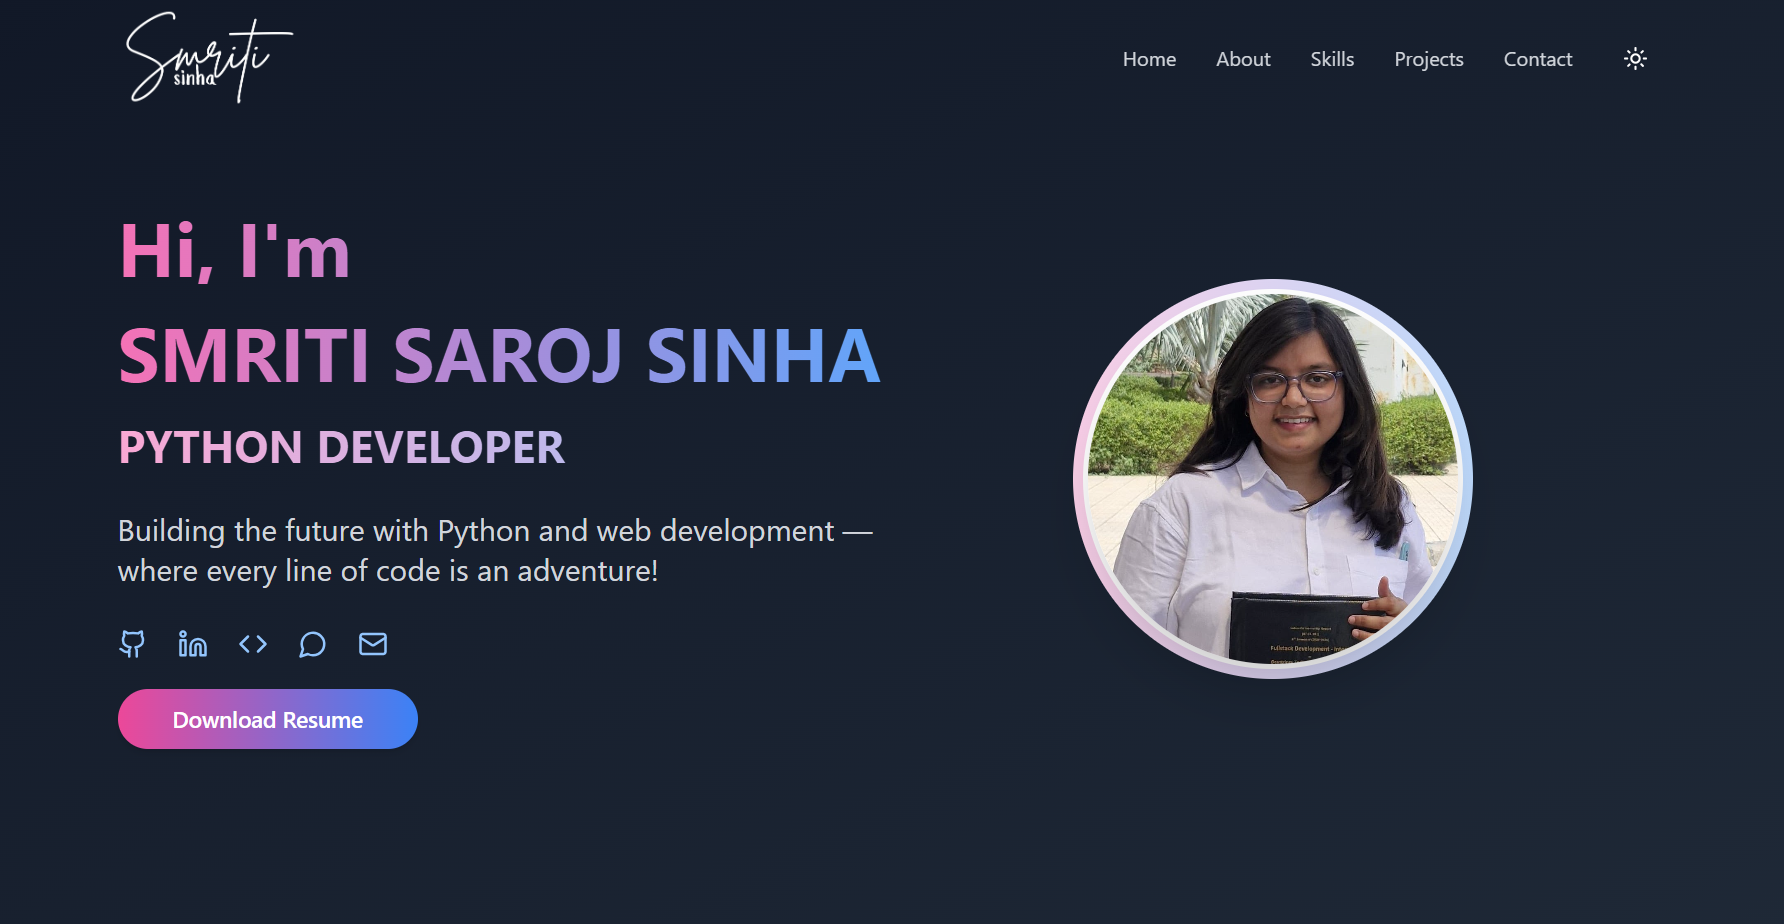 Smriti
sinha
Home About Skills Projects Contact
Hi, I'm
SMRITI SAROJ SINHA
PYTHON DEVELOPER
Building the future with Python and web development —
where every line of code is an adventure!
Download Resume
Fullstack Development